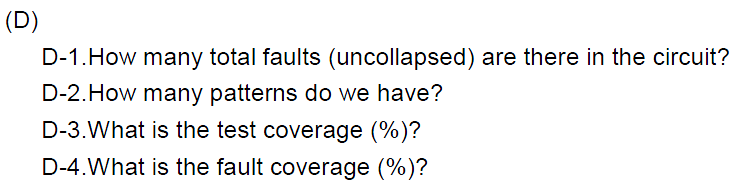 (D)
D-1.How many total faults (uncollapsed) are there in the circuit?
D-2.How many patterns do we have?
D-3.What is the test coverage (%)?
D-4.What is the fault coverage (%)?